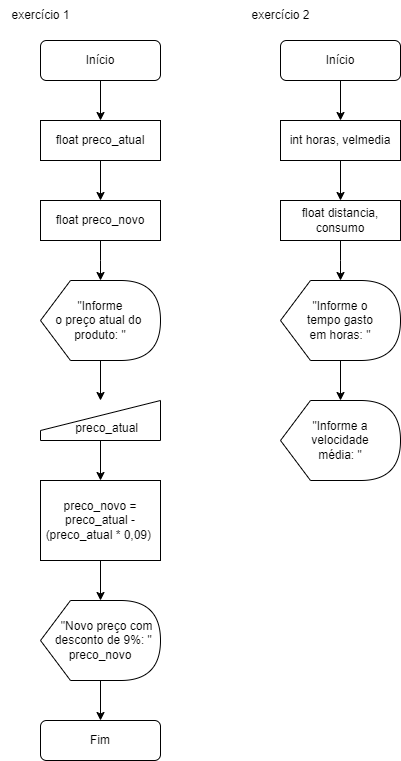 exercício 1
Início
float preco_atual
float preco_novo
"Informe
o preço atual do
produto: "
preco_atual
preco_novo =
preco_atual -
(preco_atual * 0,09)
"Novo preço com
desconto de 9%: "
preco_novo
Fim
exercício 2
Início
int horas, velmedia
float distancia,
consumo
"Informe o
tempo gasto
em horas: "
"Informe a
velocidade
média: "